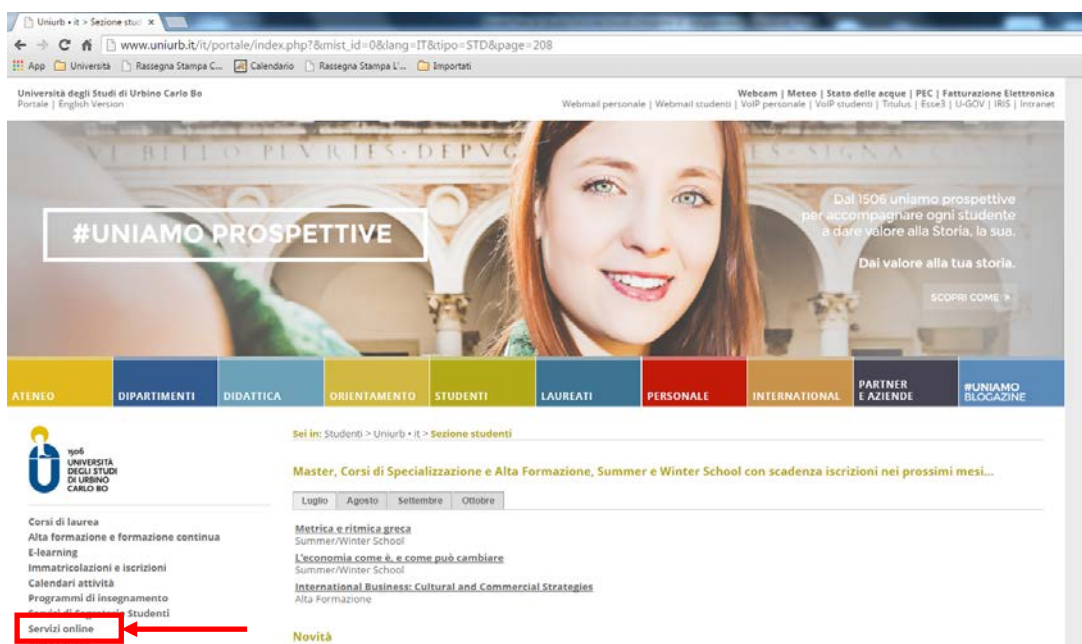 Uniurb • it > Sezione stud
www.uniurb.it/it/portale/index.php?&mist_id=0&lang=IT&tipo=STD&page=208
App Università Rassegna Stampa C... Calendario Rassegna Stampa L'... Importati
Università degli Studi di Urbino Carlo Bo
Portale | English Version
Webcam | Meteo | Stato delle acque | PEC | Fatturazione Elettronica
Webmail personale | Webmail studenti | VoIP personale | VoIP studenti | Titulus | Esse3 | U-GOV | IRIS | Intranet
VI BELLO PLVRIES·DEPVG
#UNIAMO PROSPETTIVE
Dal 1506 uniamo prospettive
per accompagnare ogni studente
a dare valore alla Storia, la sua.
Dai valore alla tua storia.
SCOPRI COME >
ATENEO DIPARTIMENTI DIDATTICA ORIENTAMENTO STUDENTI LAUREATI PERSONALE INTERNATIONAL PARTNER E AZIENDE #UNIAMO BLOGAZINE
1506
UNIVERSITÀ
DEGLI STUDI
DI URBINO
CARLO BO
Corsi di laurea
Alta formazione e formazione continua
E-learning
Immatricolazioni e iscrizioni
Calendari attività
Programmi di insegnamento
Servizi di Segreteria Studenti
Servizi online
Sei in: Studenti > Uniurb • it > Sezione studenti
Master, Corsi di Specializzazione e Alta Formazione, Summer e Winter School con scadenza iscrizioni nei prossimi mesi...
Luglio Agosto Settembre Ottobre
Metrica e ritmica greca
Summer/Winter School
L'economia come è, e come può cambiare
Summer/Winter School
International Business: Cultural and Commercial Strategies
Alta Formazione
Novità